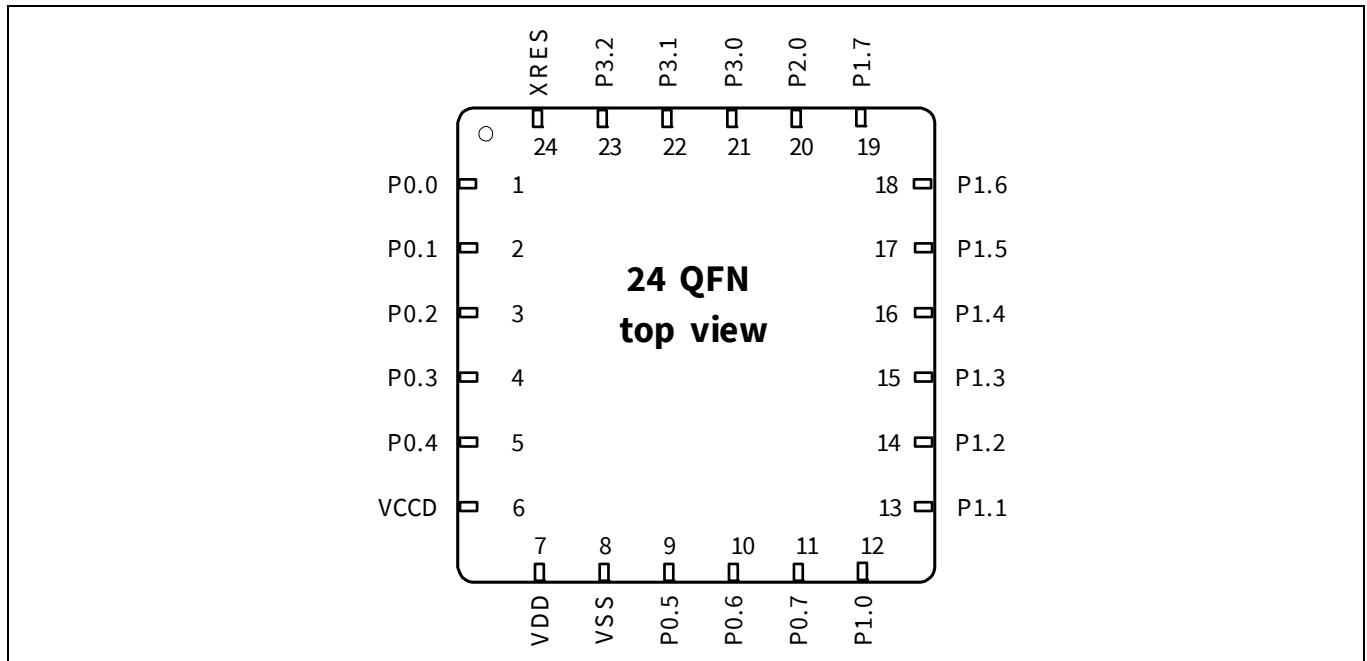 XRES P3.2 P3.1 P3.0 P2.0 P1.7
24 23 22 21 20 19
P0.0 1 18 P1.6
P0.1 2 17 P1.5
24 QFN
top view
P0.2 3 16 P1.4
P0.3 4 15 P1.3
P0.4 5 14 P1.2
VCCD 6 13 P1.1
7 8 9 10 11 12
VDD VSS P0.5 P0.6 P0.7 P1.0